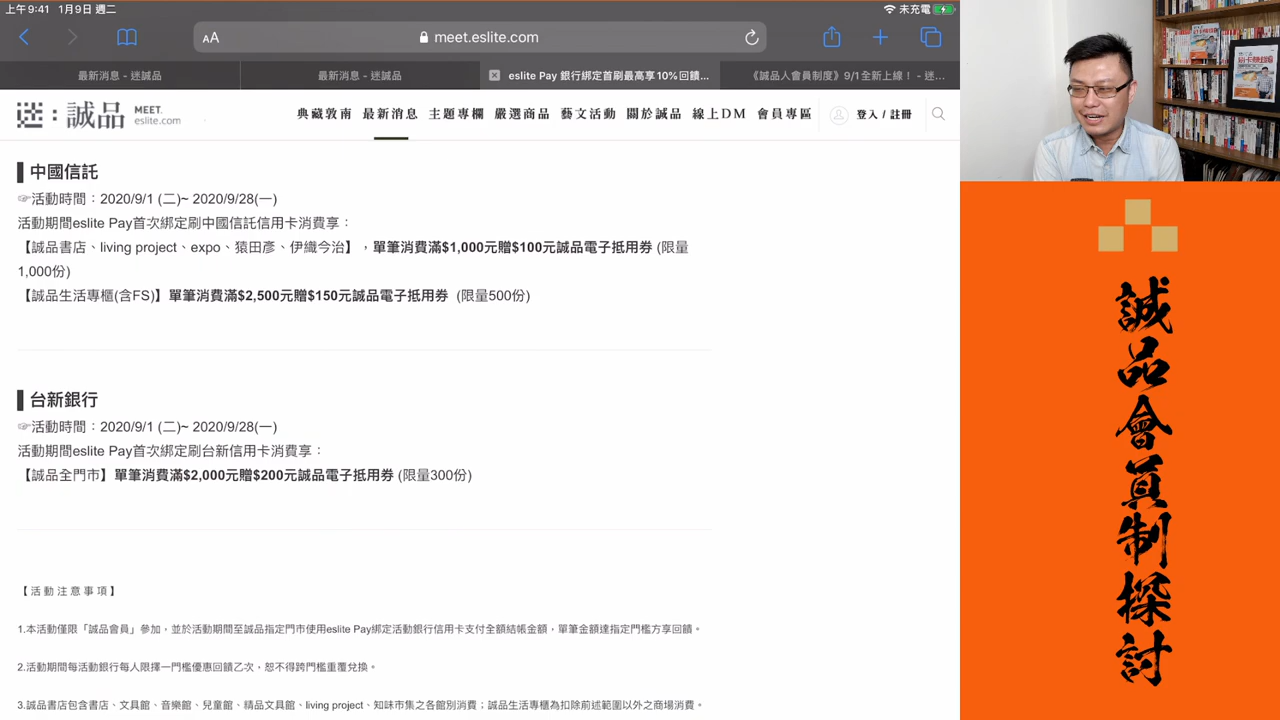 上午9:41 1月9日 週二
未充電
AA
meet.eslite.com
最新消息 - 迷誠品
最新消息 - 迷誠品
eslite Pay 銀行綁定首刷最高享10%回饋...
《誠品人會員制度》9/1全新上線！ - 迷...
迷：誠品 MEET. eslite.com
典藏敦南 最新消息 主題專欄 嚴選商品 藝文活動 關於誠品 線上DM 會員專區 登入 / 註冊
中國信託
☞活動時間：2020/9/1 (二)~ 2020/9/28(一)
活動期間eslite Pay首次綁定刷中國信託信用卡消費享：
【誠品書店、living project、expo、猿田彥、伊織今治】，單筆消費滿$1,000元贈$100元誠品電子抵用券 (限量
1,000份)
【誠品生活專櫃(含FS)】單筆消費滿$2,500元贈$150元誠品電子抵用券 (限量500份)
台新銀行
☞活動時間：2020/9/1 (二)~ 2020/9/28(一)
活動期間eslite Pay首次綁定刷台新信用卡消費享：
【誠品全門市】單筆消費滿$2,000元贈$200元誠品電子抵用券 (限量300份)
【活動注意事項】
1.本活動僅限「誠品會員」參加，並於活動期間至誠品指定門市使用eslite Pay綁定活動銀行信用卡支付全額結帳金額，單筆金額達指定門檻方享回饋。
2.活動期間每活動銀行每人限擇一門檻優惠回饋乙次，恕不得跨門檻重覆兌換。
3.誠品書店包含書店、文具館、音樂館、兒童館、精品文具館、living project、知味市集之各館別消費；誠品生活專櫃為扣除前述範圍以外之商場消費。
誠品會員制探討